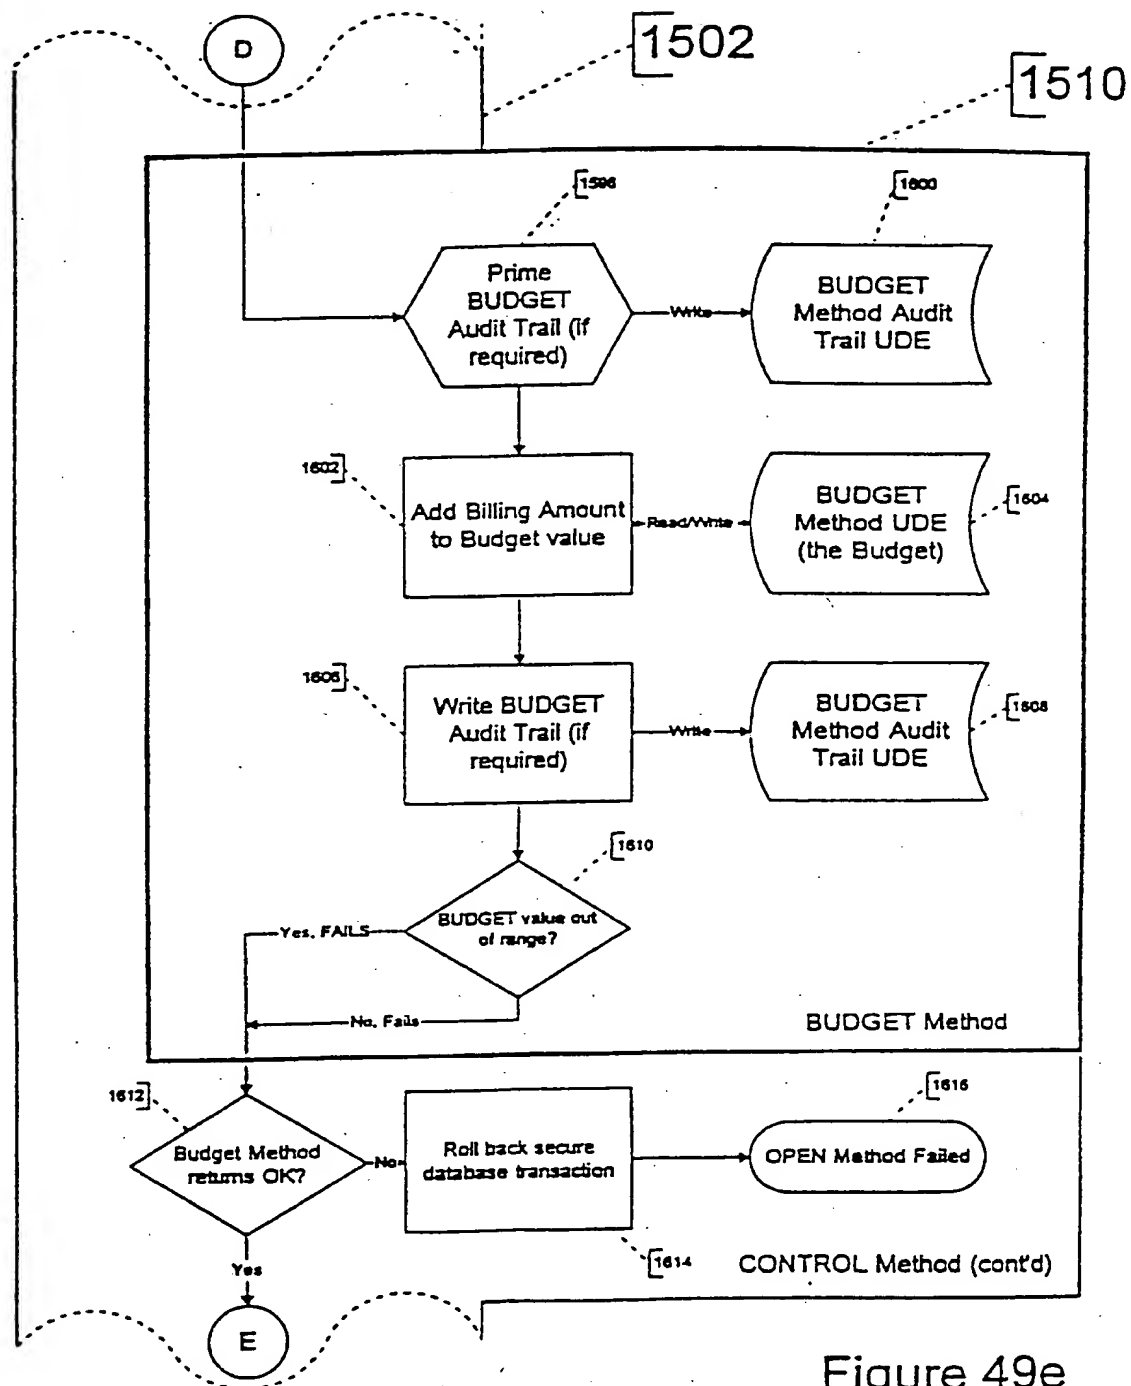 D
1502
1510
1598
1600
Prime
BUDGET
Audit Trail (if
required)
Write
BUDGET
Method Audit
Trail UDE
1602
Add Billing Amount
to Budget value
Read/Write
BUDGET
Method UDE
(the Budget)
1604
1606
Write BUDGET
Audit Trail (if
required)
Write
BUDGET
Method Audit
Trail UDE
1608
1610
BUDGET value out
of range?
Yes, FAILS
No, Fails
BUDGET Method
1612
Budget Method
returns OK?
No
Roll back secure
database transaction
1616
OPEN Method Failed
1614
CONTROL Method (cont'd)
Yes
E
Figure 49e